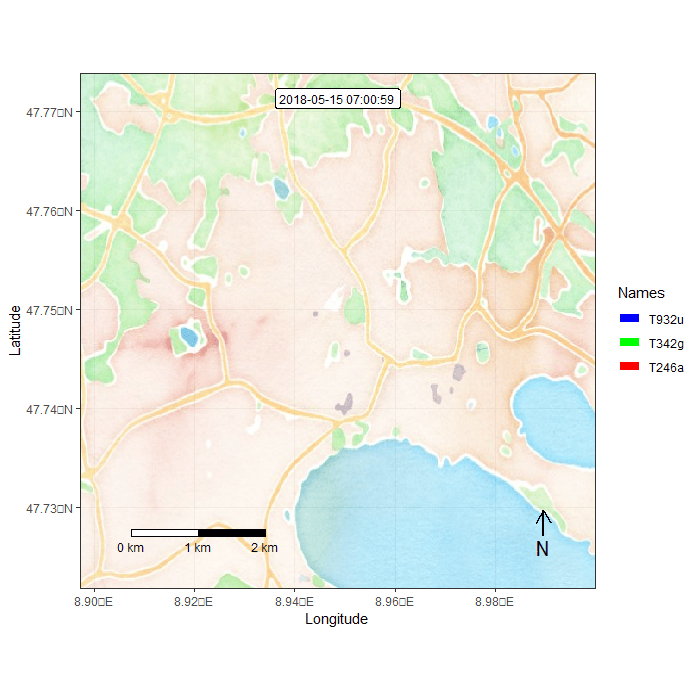 2018-05-15 07:00:59
47.77▯N
47.76▯N
47.75▯N
47.74▯N
47.73▯N
Latitude
0 km 1 km 2 km
N
8.90▯E 8.92▯E 8.94▯E 8.96▯E 8.98▯E
Longitude
Names
T932u
T342g
T246a